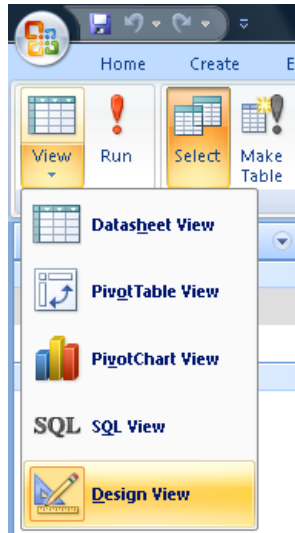 Home Create E
View Run Select Make
Table
Datasheet View
PivotTable View
PivotChart View
SQL SQL View
Design View